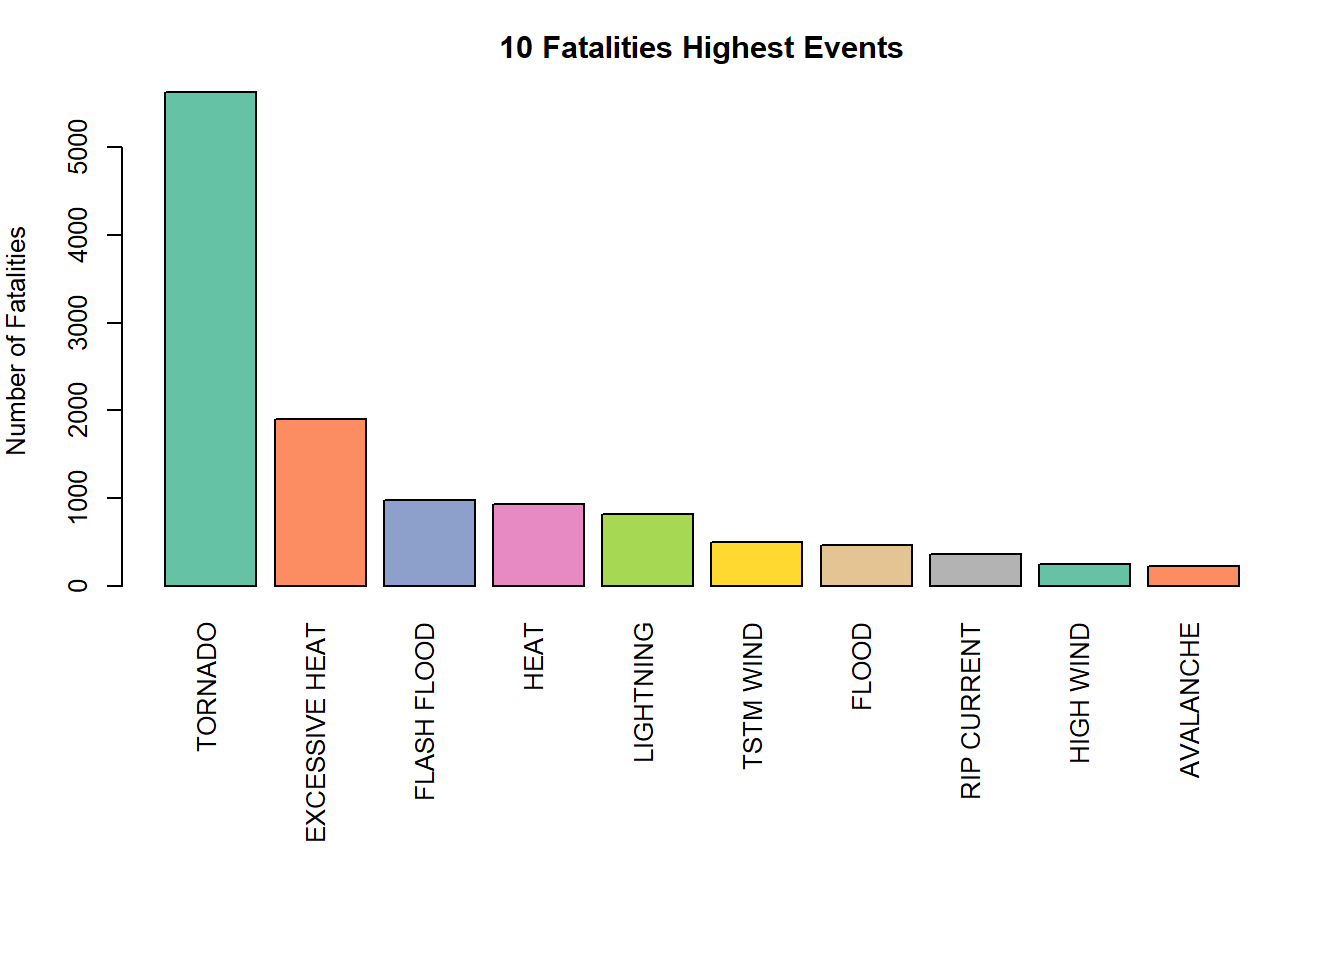 10 Fatalities Highest Events
Number of Fatalities
5000
4000
3000
2000
1000
0
TORNADO
EXCESSIVE HEAT
FLASH FLOOD
HEAT
LIGHTNING
TSTM WIND
FLOOD
RIP CURRENT
HIGH WIND
AVALANCHE